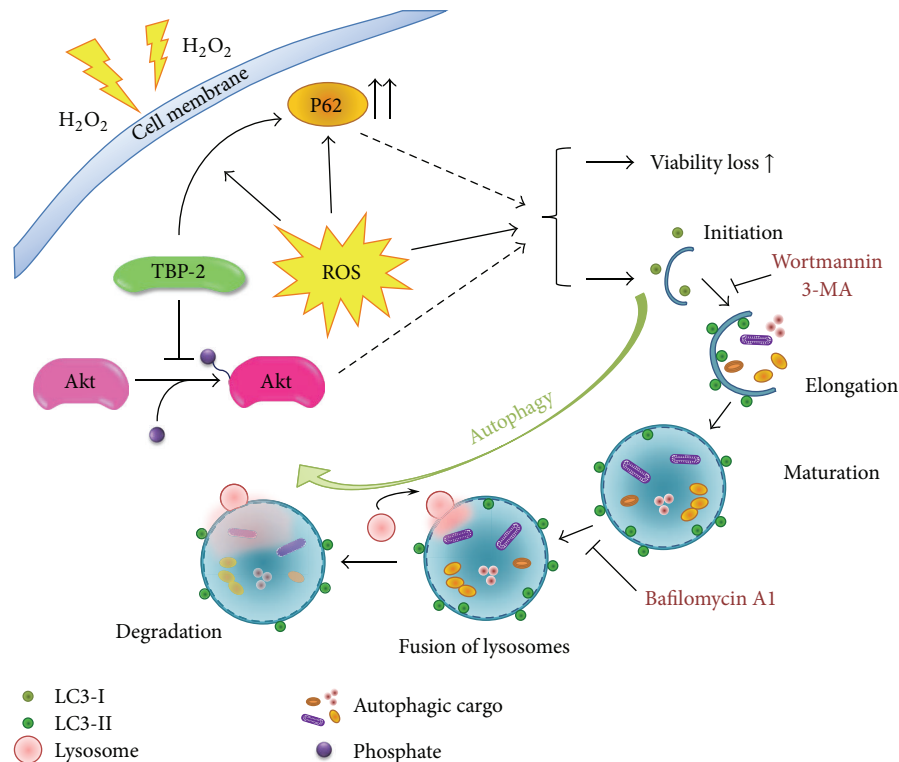 H₂O₂
H₂O₂
Cell membrane
P62
Viability loss ↑
Initiation
Wortmannin
3-MA
TBP-2
ROS
Akt
Akt
Elongation
Autophagy
Maturation
Bafilomycin A1
Degradation
Fusion of lysosomes
LC3-I
LC3-II
Lysosome
Autophagic cargo
Phosphate